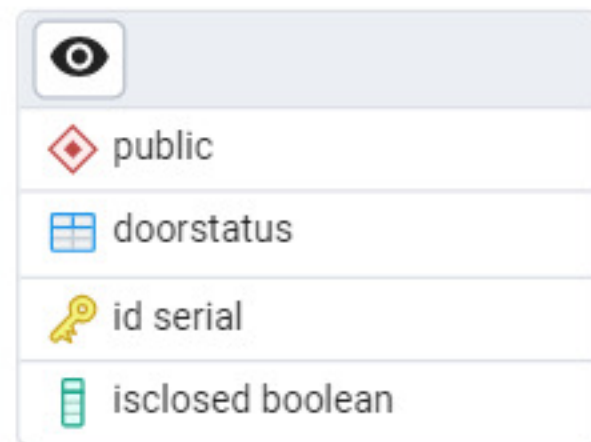 public
doorstatus
id serial
isclosed boolean